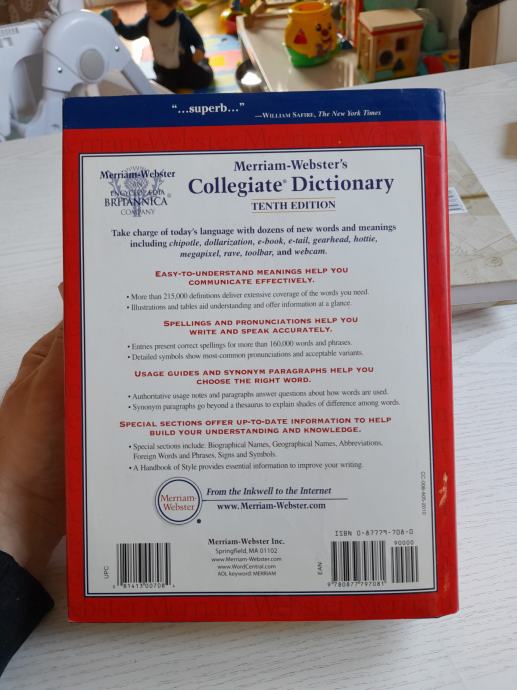 “...superb...”
—William Safire, The New York Times
Merriam-Webster
AN
ENCYCLOPÆDIA
BRITANNICA®
COMPANY
Merriam-Webster's
Collegiate® Dictionary
TENTH EDITION
Take charge of today's language with dozens of new words and meanings
including chipotle, dollarization, e-book, e-tail, gearhead, hottie,
megapixel, rave, toolbar, and webcam.
EASY-TO-UNDERSTAND MEANINGS HELP YOU
COMMUNICATE EFFECTIVELY.
• More than 215,000 definitions deliver extensive coverage of the words you need.
• Illustrations and tables aid understanding and offer information at a glance.
SPELLINGS AND PRONUNCIATIONS HELP YOU
WRITE AND SPEAK ACCURATELY.
• Entries present correct spellings for more than 160,000 words and phrases.
• Detailed symbols show most-common pronunciations and acceptable variants.
USAGE GUIDES AND SYNONYM PARAGRAPHS HELP YOU
CHOOSE THE RIGHT WORD.
• Authoritative usage notes and paragraphs answer questions about how words are used.
• Synonym paragraphs go beyond a thesaurus to explain shades of difference among words.
SPECIAL SECTIONS OFFER UP-TO-DATE INFORMATION TO HELP
BUILD YOUR UNDERSTANDING AND KNOWLEDGE.
• Special sections include: Biographical Names, Geographical Names, Abbreviations,
Foreign Words and Phrases, Signs and Symbols.
• A Handbook of Style provides essential information to improve your writing.
Merriam-
Webster®
From the Inkwell to the Internet
www.Merriam-Webster.com
Merriam-Webster Inc.
Springfield, MA 01102
www.Merriam-Webster.com
www.WordCentral.com
AOL keyword: MERRIAM
UPC
0 81413 00708 4
ISBN 0-87779-708-0
90000
EAN
9 780877 797081